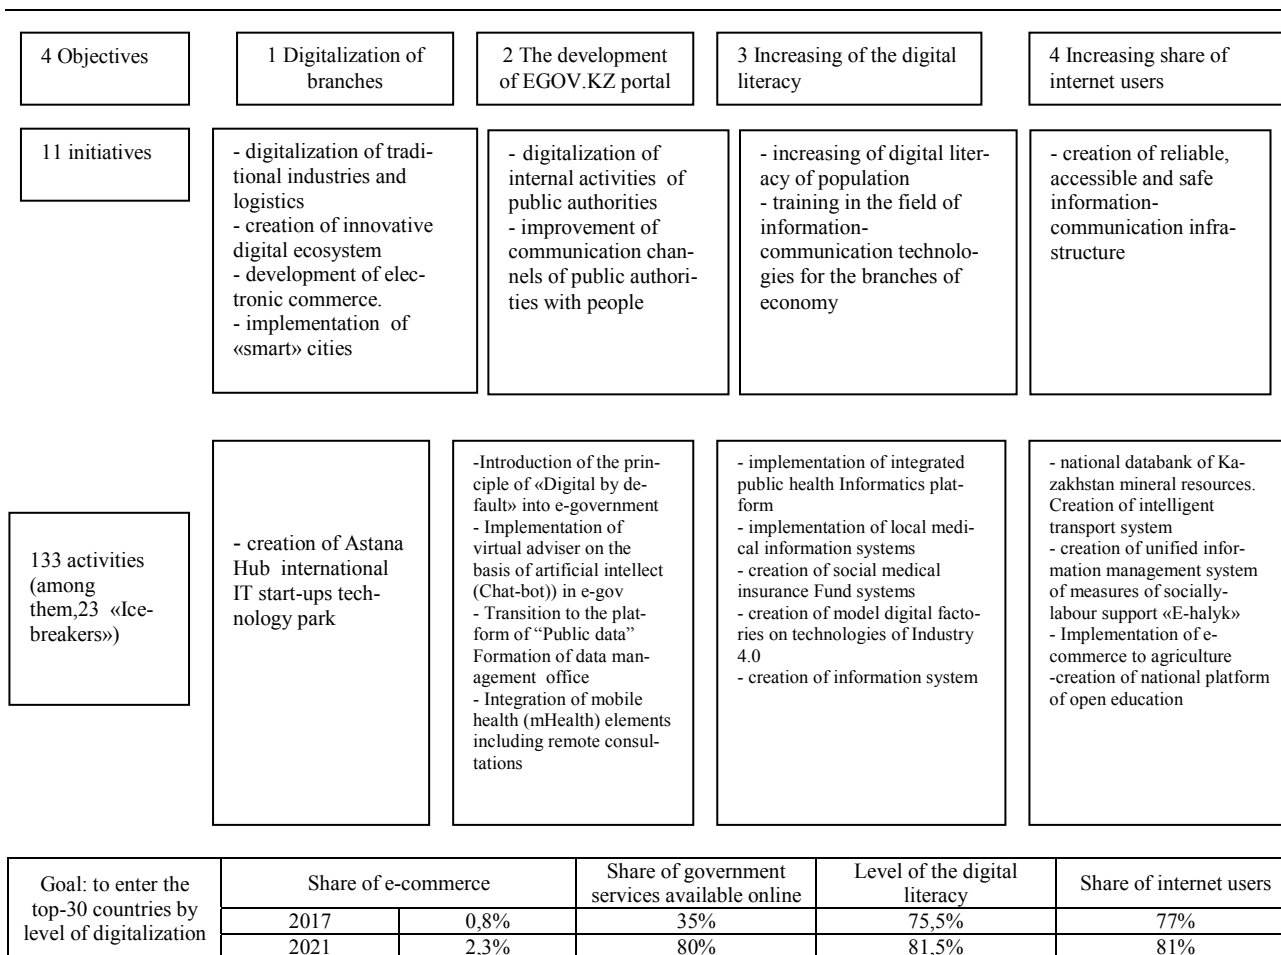 4 Objectives
1 Digitalization of
branches
2 The development
of EGOV.KZ portal
3 Increasing of the digital
literacy
4 Increasing share of
internet users
11 initiatives
- digitalization of tradi-
tional industries and
logistics
- creation of innovative
digital ecosystem
- development of elec-
tronic commerce.
- implementation of
«smart» cities
- digitalization of
internal activities of
public authorities
- improvement of
communication chan-
nels of public authori-
ties with people
- increasing of digital liter-
acy of population
- training in the field of
information-
communication technolo-
gies for the branches of
economy
- creation of reliable,
accessible and safe
information-
communication infra-
structure
133 activities
(among
them,23 «Ice-
breakers»)
- creation of Astana
Hub international
IT start-ups tech-
nology park
-Introduction of the prin-
ciple of «Digital by de-
fault» into e-government
- Implementation of
virtual adviser on the
basis of artificial intellect
(Chat-bot)) in e-gov
- Transition to the plat-
form of “Public data”
Formation of data man-
agement office
- Integration of mobile
health (mHealth) elements
including remote consul-
tations
- implementation of integrated
public health Informatics plat-
form
- implementation of local medi-
cal information systems
- creation of social medical
insurance Fund systems
- creation of model digital facto-
ries on technologies of Industry
4.0
- creation of information system
- national databank of Ka-
zakhstan mineral resources.
Creation of intelligent
transport system
- creation of unified infor-
mation management system
of measures of socially-
labour support «E-halyk»
- Implementation of e-
commerce to agriculture
-creation of national platform
of open education
Goal: to enter the
top-30 countries by
level of digitalization
Share of e-commerce
Share of government
services available online
Level of the digital
literacy
Share of internet users
2017 0,8% 35% 75,5% 77%
2021 2,3% 80% 81,5% 81%